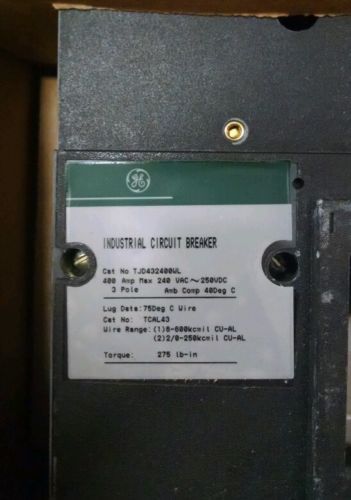 GE
INDUSTRIAL CIRCUIT BREAKER
Cat No TJD432400WL
400 Amp Max 240 VAC~250VDC
3 Pole Amb Comp 40Deg C
Lug Data: 75Deg C Wire
Cat No: TCAL43
Wire Range: (1)6-600kcmil CU-AL
(2)2/0-250kcmil CU-AL
Torque: 275 lb-in